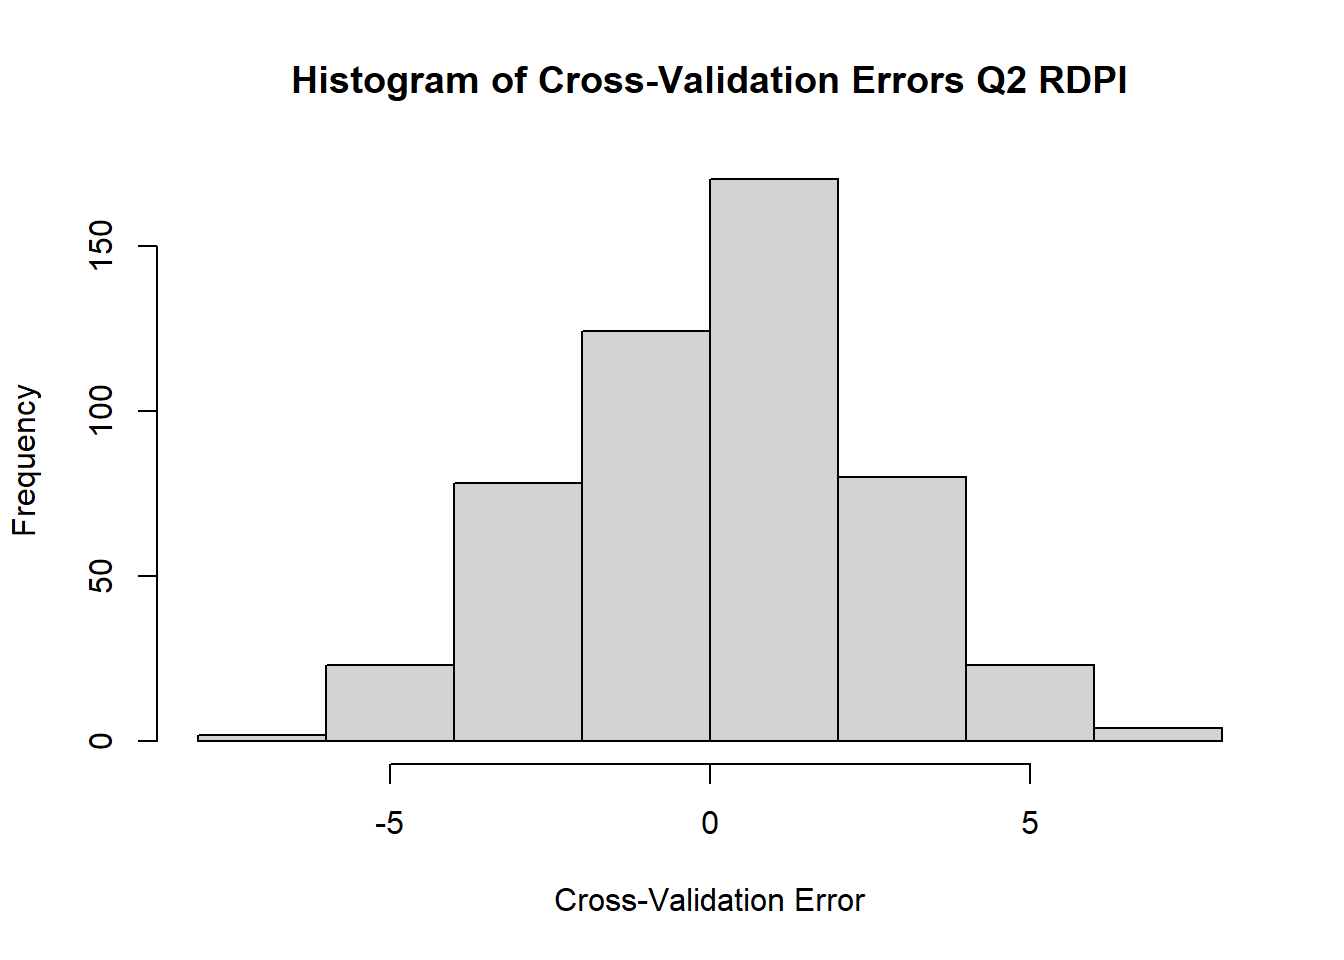 Histogram of Cross-Validation Errors Q2 RDPI
150
100
50
0
Frequency
-5 0 5
Cross-Validation Error